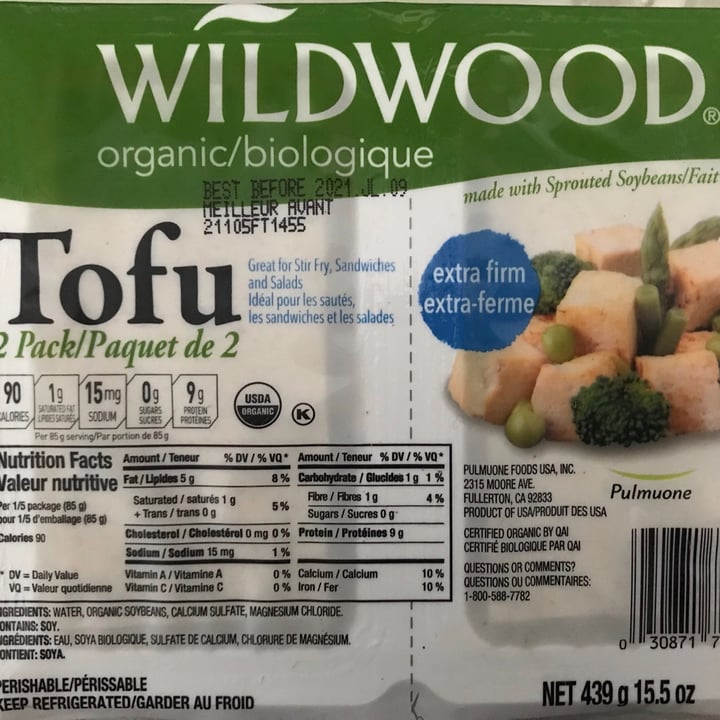 WILDWOOD®
organic/biologique
BEST BEFORE 2021 JL 09
MEILLEUR AVANT
21105FT1455
made with Sprouted Soybeans/Fait
Tofu
Great for Stir Fry, Sandwiches
and Salads
Idéal pour les sautés,
les sandwiches et les salades
extra firm
extra-ferme
2 Pack/Paquet de 2
90
CALORIES
1g
SATURATED FAT
LIPIDES SATURÉS
15mg
SODIUM
0g
SUGARS
SUCRES
9g
PROTEIN
PROTÉINES
USDA
ORGANIC
K
Per 85 g serving/Par portion de 85 g
Nutrition Facts
Valeur nutritive
Per 1/5 package (85 g)
pour 1/5 d'emballage (85 g)
Calories 90
* DV = Daily Value
VQ = Valeur quotidienne
Amount / Teneur % DV / % VQ*
Fat / Lipides 5 g 8 %
Saturated / saturés 1 g
+ Trans / trans 0 g 5%
Cholesterol / Cholestérol 0 mg 0 %
Sodium / Sodium 15 mg 1 %
Vitamin A / Vitamine A 0 %
Vitamin C / Vitamine C 0 %
Amount / Teneur % DV / % VQ*
Carbohydrate / Glucides 1 g 1 %
Fibre / Fibres 1 g 4 %
Sugars / Sucres 0 g
Protein / Protéines 9 g
Calcium / Calcium 10 %
Iron / Fer 10 %
NGREDIENTS: WATER, ORGANIC SOYBEANS, CALCIUM SULFATE, MAGNESIUM CHLORIDE.
ONTAINS: SOY.
NGRÉDIENTS: EAU, SOYA BIOLOGIQUE, SULFATE DE CALCIUM, CHLORURE DE MAGNÉSIUM.
ONTIENT: SOYA.
PERISHABLE/PÉRISSABLE
KEEP REFRIGERATED/GARDER AU FROID
PULMUONE FOODS USA, INC.
2315 MOORE AVE.
FULLERTON, CA 92833
PRODUCT OF USA/PRODUIT DES USA
CERTIFIED ORGANIC BY QAI
CERTIFIÉ BIOLOGIQUE PAR QAI
QUESTIONS OR COMMENTS?
QUESTIONS OU COMMENTAIRES:
1-800-588-7782
Pulmuone
0 30871 7
NET 439 g 15.5 oz